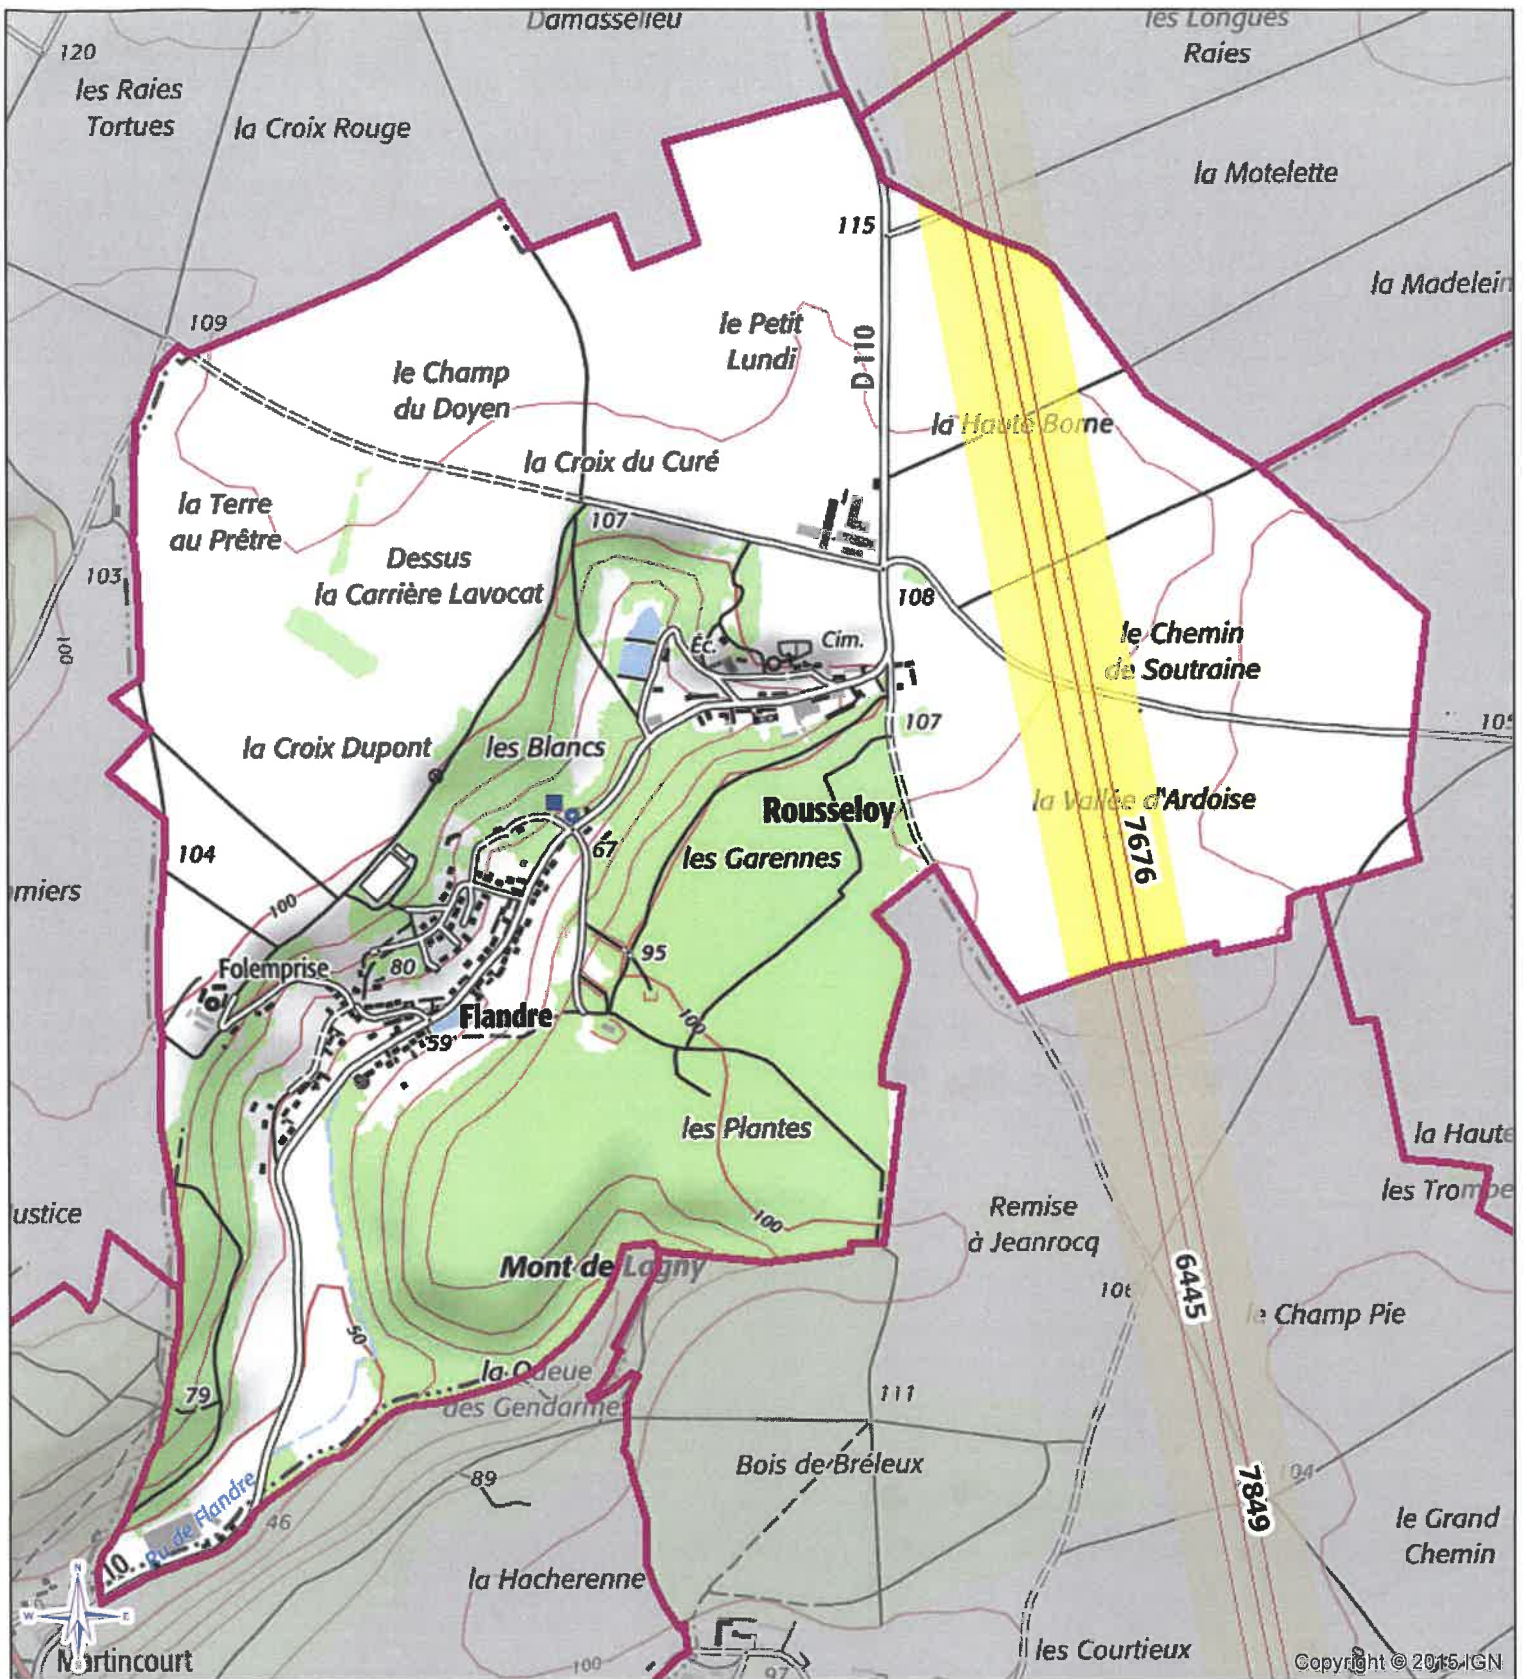 Damasselieu
les Longues
Raies
120
les Raies
Tortues
la Croix Rouge
la Motelette
115
la Madelein
109
le Petit
Lundi
D 110
le Champ
du Doyen
la Haute Borne
la Croix du Curé
la Terre
au Prêtre
107
Dessus
la Carrière Lavocat
103
100
108
Éc.
Cim.
le Chemin
de Soutraine
107
105
la Croix Dupont
les Blancs
Rousseloy
la Vallée d'Ardoise
7676
67
les Garennes
104
omiers
100
95
Folemprise
80
Flandre
59
100
les Plantes
la Haute
les Trompe
ustice
Remise
à Jeanrocq
100
Mont de Lagny
106
6445
le Champ Pie
50
la Queue
des Gendarmes
79
111
Bois de Bréleux
89
104
7849
Ru de Flandre
46
le Grand
Chemin
10
la Hacherenne
N
W
E
S
Martincourt
100
97
les Courtieux
Copyright © 2015 IGN